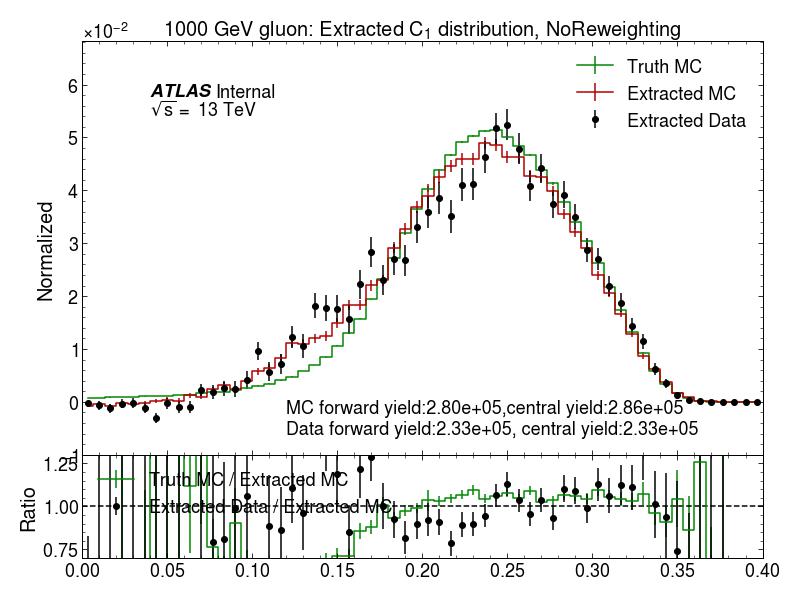 ×10⁻² 1000 GeV gluon: Extracted C₁ distribution, NoReweighting
ATLAS Internal
√s = 13 TeV
Truth MC
Extracted MC
Extracted Data
Normalized
6
5
4
3
2
1
0
MC forward yield:2.80e+05,central yield:2.86e+05
Data forward yield:2.33e+05, central yield:2.33e+05
Ratio
1.25
1.00
0.75
Truth MC / Extracted MC
Extracted Data / Extracted MC
0.00 0.05 0.10 0.15 0.20 0.25 0.30 0.35 0.40